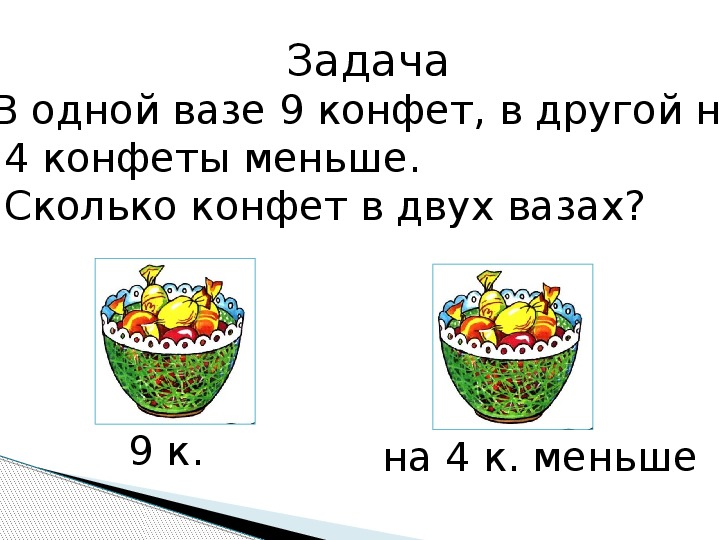 Задача
В одной вазе 9 конфет, в другой н
4 конфеты меньше.
Сколько конфет в двух вазах?
9 к.
на 4 к. меньше